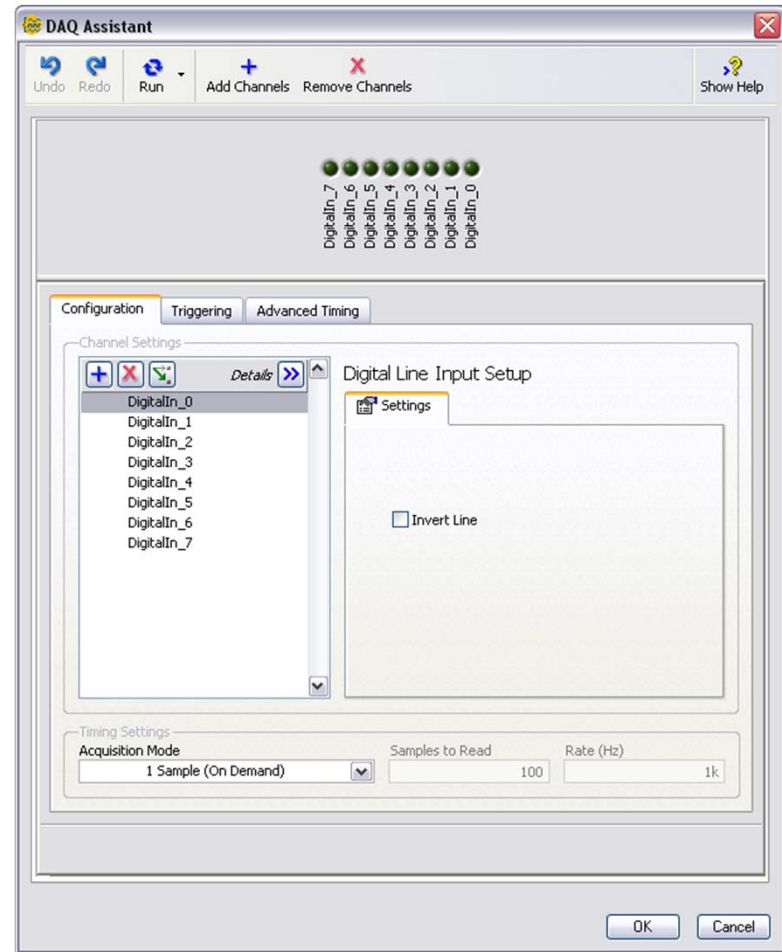 DAQ Assistant
Undo Redo Run Add Channels Remove Channels Show Help
DigitalIn_7
DigitalIn_6
DigitalIn_5
DigitalIn_4
DigitalIn_3
DigitalIn_2
DigitalIn_1
DigitalIn_0
Configuration Triggering Advanced Timing
Channel Settings
Details
DigitalIn_0
DigitalIn_1
DigitalIn_2
DigitalIn_3
DigitalIn_4
DigitalIn_5
DigitalIn_6
DigitalIn_7
Digital Line Input Setup
Settings
Invert Line
Timing Settings
Acquisition Mode Samples to Read Rate (Hz)
1 Sample (On Demand) 100 1k
OK Cancel